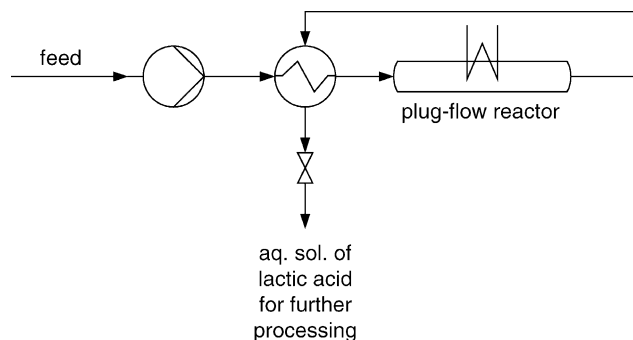 feed
plug-flow reactor
aq. sol. of
lactic acid
for further
processing